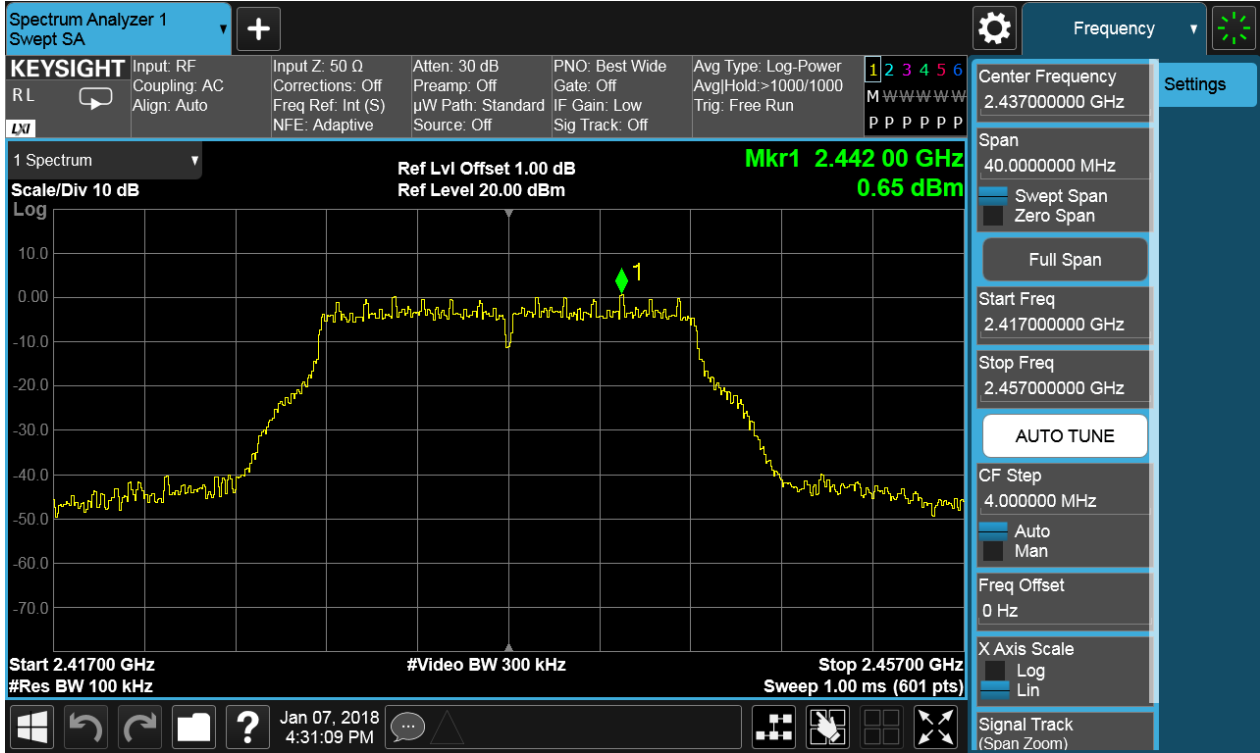 Spectrum Analyzer 1
Swept SA
+
Frequency
KEYSIGHT
R L
LXI
Input: RF
Coupling: AC
Align: Auto
Input Z: 50 Ω
Corrections: Off
Freq Ref: Int (S)
NFE: Adaptive
Atten: 30 dB
Preamp: Off
µW Path: Standard
Source: Off
PNO: Best Wide
Gate: Off
IF Gain: Low
Sig Track: Off
Avg Type: Log-Power
Avg|Hold:>1000/1000
Trig: Free Run
1 2 3 4 5 6
M W W W W W
P P P P P P
1 Spectrum
Scale/Div 10 dB
Log
Ref Lvl Offset 1.00 dB
Ref Level 20.00 dBm
Mkr1 2.442 00 GHz
0.65 dBm
10.0
0.00
-10.0
-20.0
-30.0
-40.0
-50.0
-60.0
-70.0
1
Start 2.41700 GHz
#Res BW 100 kHz
#Video BW 300 kHz
Stop 2.45700 GHz
Sweep 1.00 ms (601 pts)
Center Frequency
2.437000000 GHz
Span
40.0000000 MHz
Swept Span
Zero Span
Full Span
Start Freq
2.417000000 GHz
Stop Freq
2.457000000 GHz
AUTO TUNE
CF Step
4.000000 MHz
Auto
Man
Freq Offset
0 Hz
X Axis Scale
Log
Lin
Signal Track
(Span Zoom)
Settings
?
Jan 07, 2018
4:31:09 PM